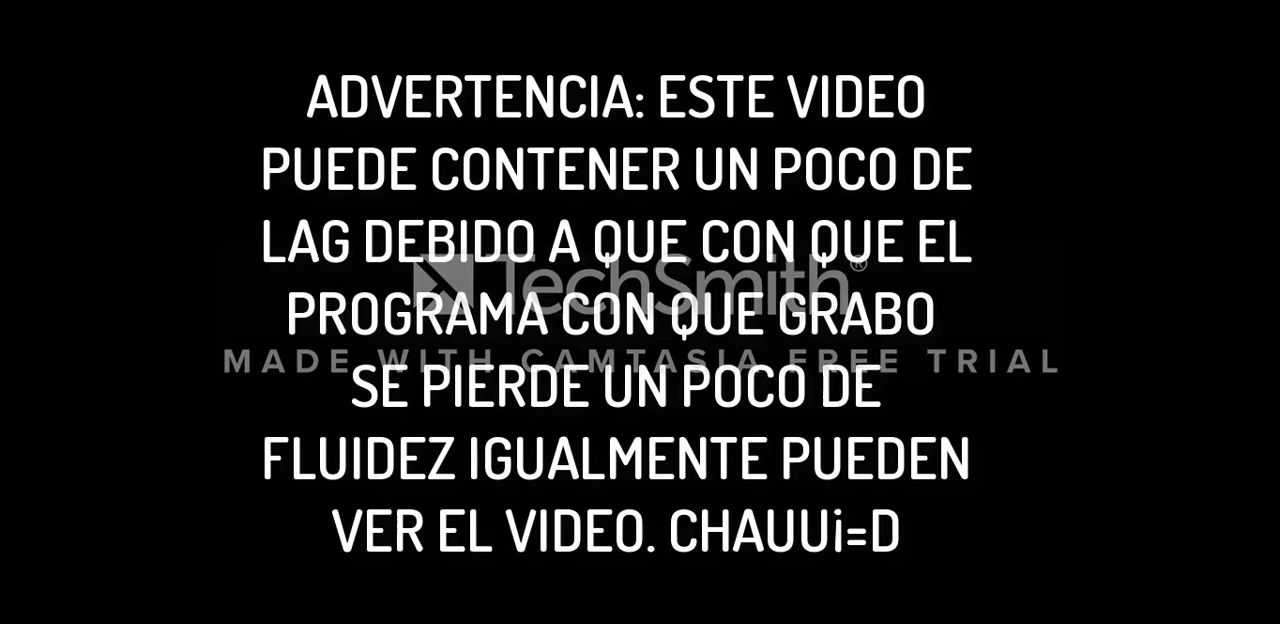 ADVERTENCIA: ESTE VIDEO
PUEDE CONTENER UN POCO DE
LAG DEBIDO A QUE CON QUE EL
TechSmith®
PROGRAMA CON QUE GRABO
MADE WITH CAMTASIA FREE TRIAL
SE PIERDE UN POCO DE
FLUIDEZ IGUALMENTE PUEDEN
VER EL VIDEO. CHAUU¡=D